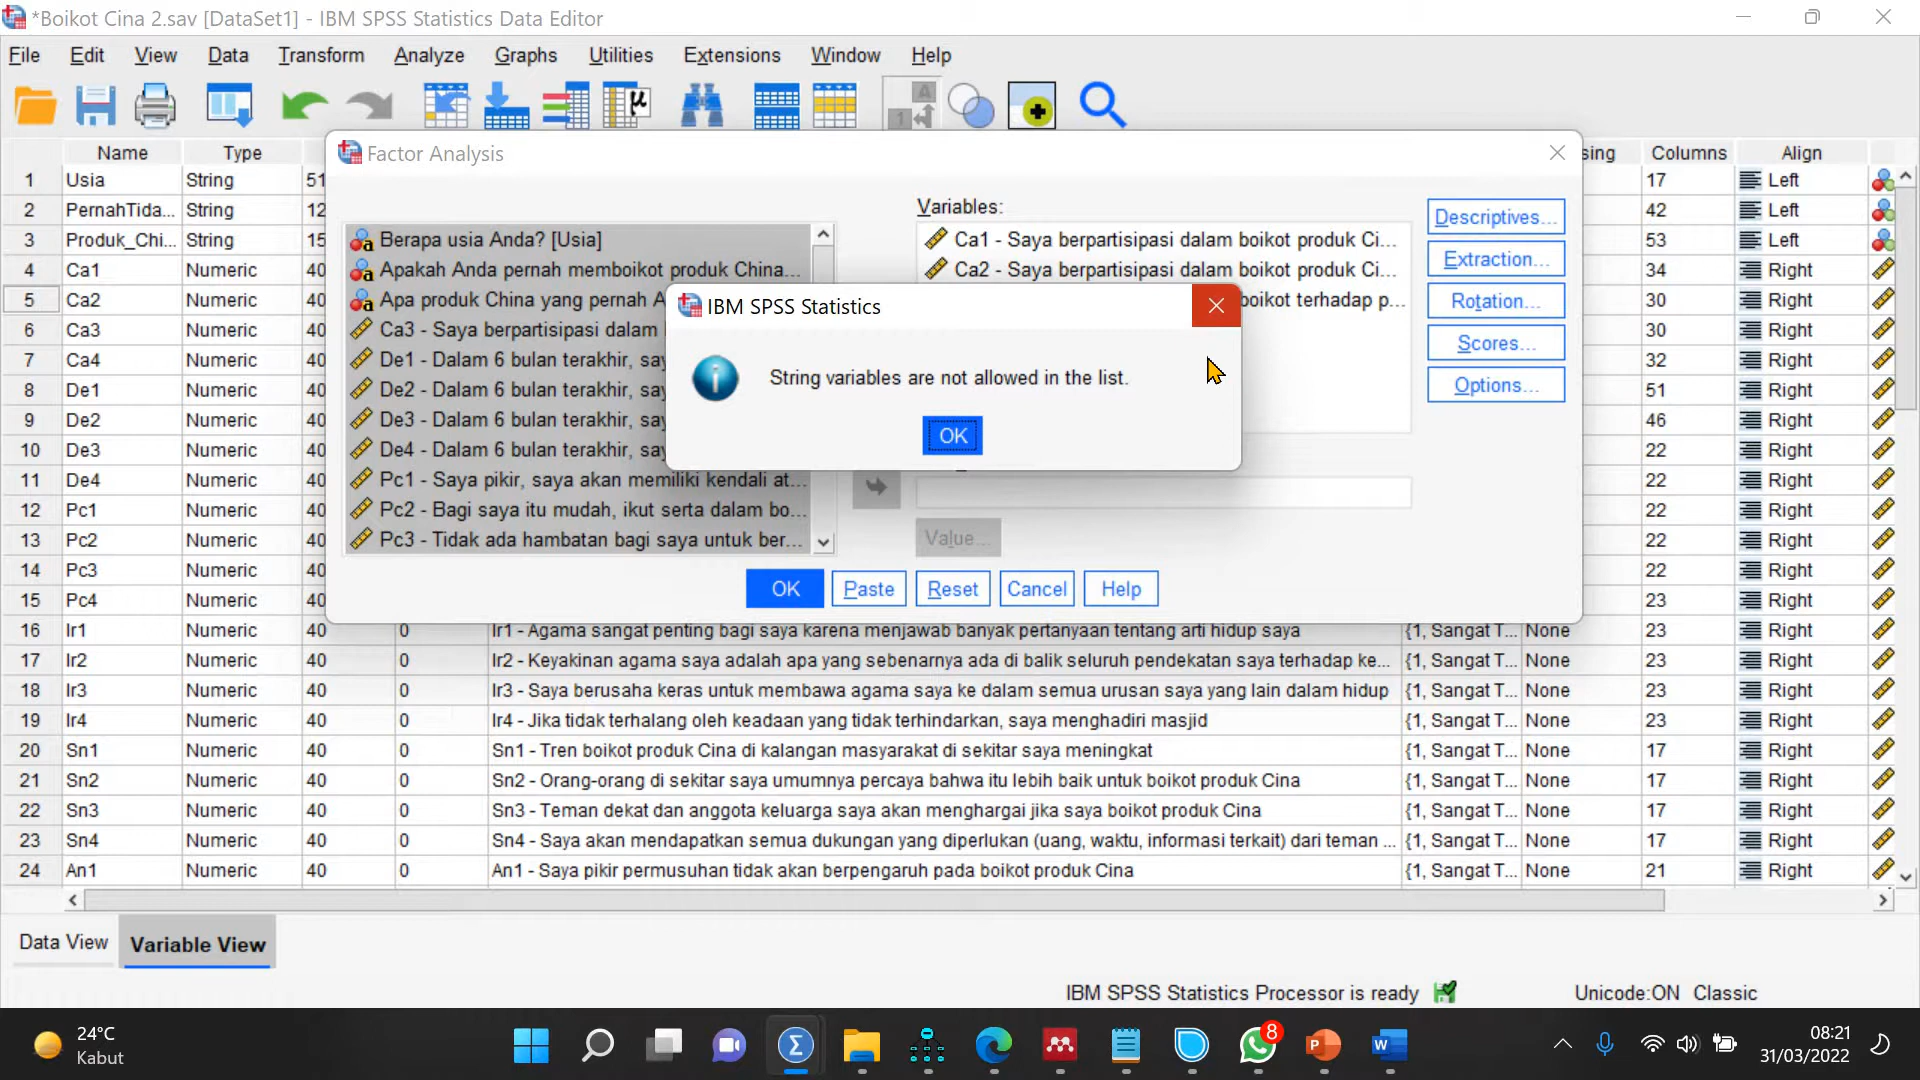 *Boikot Cina 2.sav [DataSet1] - IBM SPSS Statistics Data Editor
File Edit View Data Transform Analyze Graphs Utilities Extensions Window Help
Name Type Columns Align
Factor Analysis
1 Usia String 51 17 Left
2 PernahTida... String 12 42 Left
3 Produk_Chi... String 15 53 Left
4 Ca1 Numeric 40 34 Right
5 Ca2 Numeric 40 30 Right
6 Ca3 Numeric 40 30 Right
7 Ca4 Numeric 40 32 Right
8 De1 Numeric 40 51 Right
9 De2 Numeric 40 46 Right
10 De3 Numeric 40 22 Right
11 De4 Numeric 40 22 Right
12 Pc1 Numeric 40 22 Right
13 Pc2 Numeric 40 22 Right
14 Pc3 Numeric 40 22 Right
15 Pc4 Numeric 40 23 Right
Berapa usia Anda? [Usia]
Apakah Anda pernah memboikot produk China...
Apa produk China yang pernah A
Ca3 - Saya berpartisipasi dalam
De1 - Dalam 6 bulan terakhir, say
De2 - Dalam 6 bulan terakhir, say
De3 - Dalam 6 bulan terakhir, say
De4 - Dalam 6 bulan terakhir, say
Pc1 - Saya pikir, saya akan memiliki kendali at...
Pc2 - Bagi saya itu mudah, ikut serta dalam bo...
Pc3 - Tidak ada hambatan bagi saya untuk ber...
Variables:
Ca1 - Saya berpartisipasi dalam boikot produk Ci...
Ca2 - Saya berpartisipasi dalam boikot produk Ci...
boikot terhadap p...
Descriptives...
Extraction...
Rotation...
Scores...
Options...
IBM SPSS Statistics
String variables are not allowed in the list.
OK
Value...
OK Paste Reset Cancel Help
16 Ir1 Numeric 40 0 Ir1 - Agama sangat penting bagi saya karena menjawab banyak pertanyaan tentang arti hidup saya {1, Sangat T... None 23 Right
17 Ir2 Numeric 40 0 Ir2 - Keyakinan agama saya adalah apa yang sebenarnya ada di balik seluruh pendekatan saya terhadap ke... {1, Sangat T... None 23 Right
18 Ir3 Numeric 40 0 Ir3 - Saya berusaha keras untuk membawa agama saya ke dalam semua urusan saya yang lain dalam hidup {1, Sangat T... None 23 Right
19 Ir4 Numeric 40 0 Ir4 - Jika tidak terhalang oleh keadaan yang tidak terhindarkan, saya menghadiri masjid {1, Sangat T... None 23 Right
20 Sn1 Numeric 40 0 Sn1 - Tren boikot produk Cina di kalangan masyarakat di sekitar saya meningkat {1, Sangat T... None 17 Right
21 Sn2 Numeric 40 0 Sn2 - Orang-orang di sekitar saya umumnya percaya bahwa itu lebih baik untuk boikot produk Cina {1, Sangat T... None 17 Right
22 Sn3 Numeric 40 0 Sn3 - Teman dekat dan anggota keluarga saya akan menghargai jika saya boikot produk Cina {1, Sangat T... None 17 Right
23 Sn4 Numeric 40 0 Sn4 - Saya akan mendapatkan semua dukungan yang diperlukan (uang, waktu, informasi terkait) dari teman ... {1, Sangat T... None 17 Right
24 An1 Numeric 40 0 An1 - Saya pikir permusuhan tidak akan berpengaruh pada boikot produk Cina {1, Sangat T... None 21 Right
Data View Variable View
IBM SPSS Statistics Processor is ready Unicode:ON Classic
24°C
Kabut
8
08:21
31/03/2022